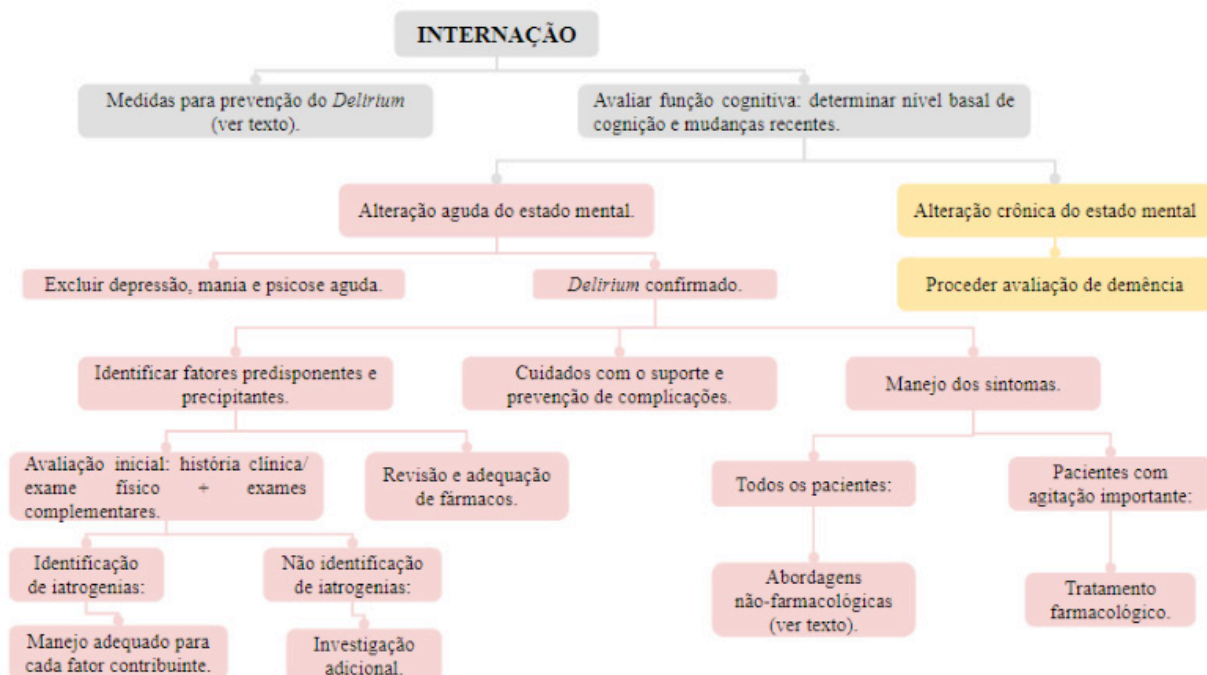 INTERNAÇÃO
Medidas para prevenção do Delirium
(ver texto).
Avaliar função cognitiva: determinar nível basal de
cognição e mudanças recentes.
Alteração aguda do estado mental.
Alteração crônica do estado mental
Excluir depressão, mania e psicose aguda.
Delirium confirmado.
Proceder avaliação de demência
Identificar fatores predisponentes e
precipitantes.
Cuidados com o suporte e
prevenção de complicações.
Manejo dos sintomas.
Avaliação inicial: história clínica/
exame físico + exames
complementares.
Revisão e adequação
de fármacos.
Todos os pacientes:
Pacientes com
agitação importante:
Identificação
de iatrogenias:
Não identificação
de iatrogenias:
Abordagens
não-farmacológicas
(ver texto).
Tratamento
farmacológico.
Manejo adequado para
cada fator contribuinte.
Investigação
adicional.